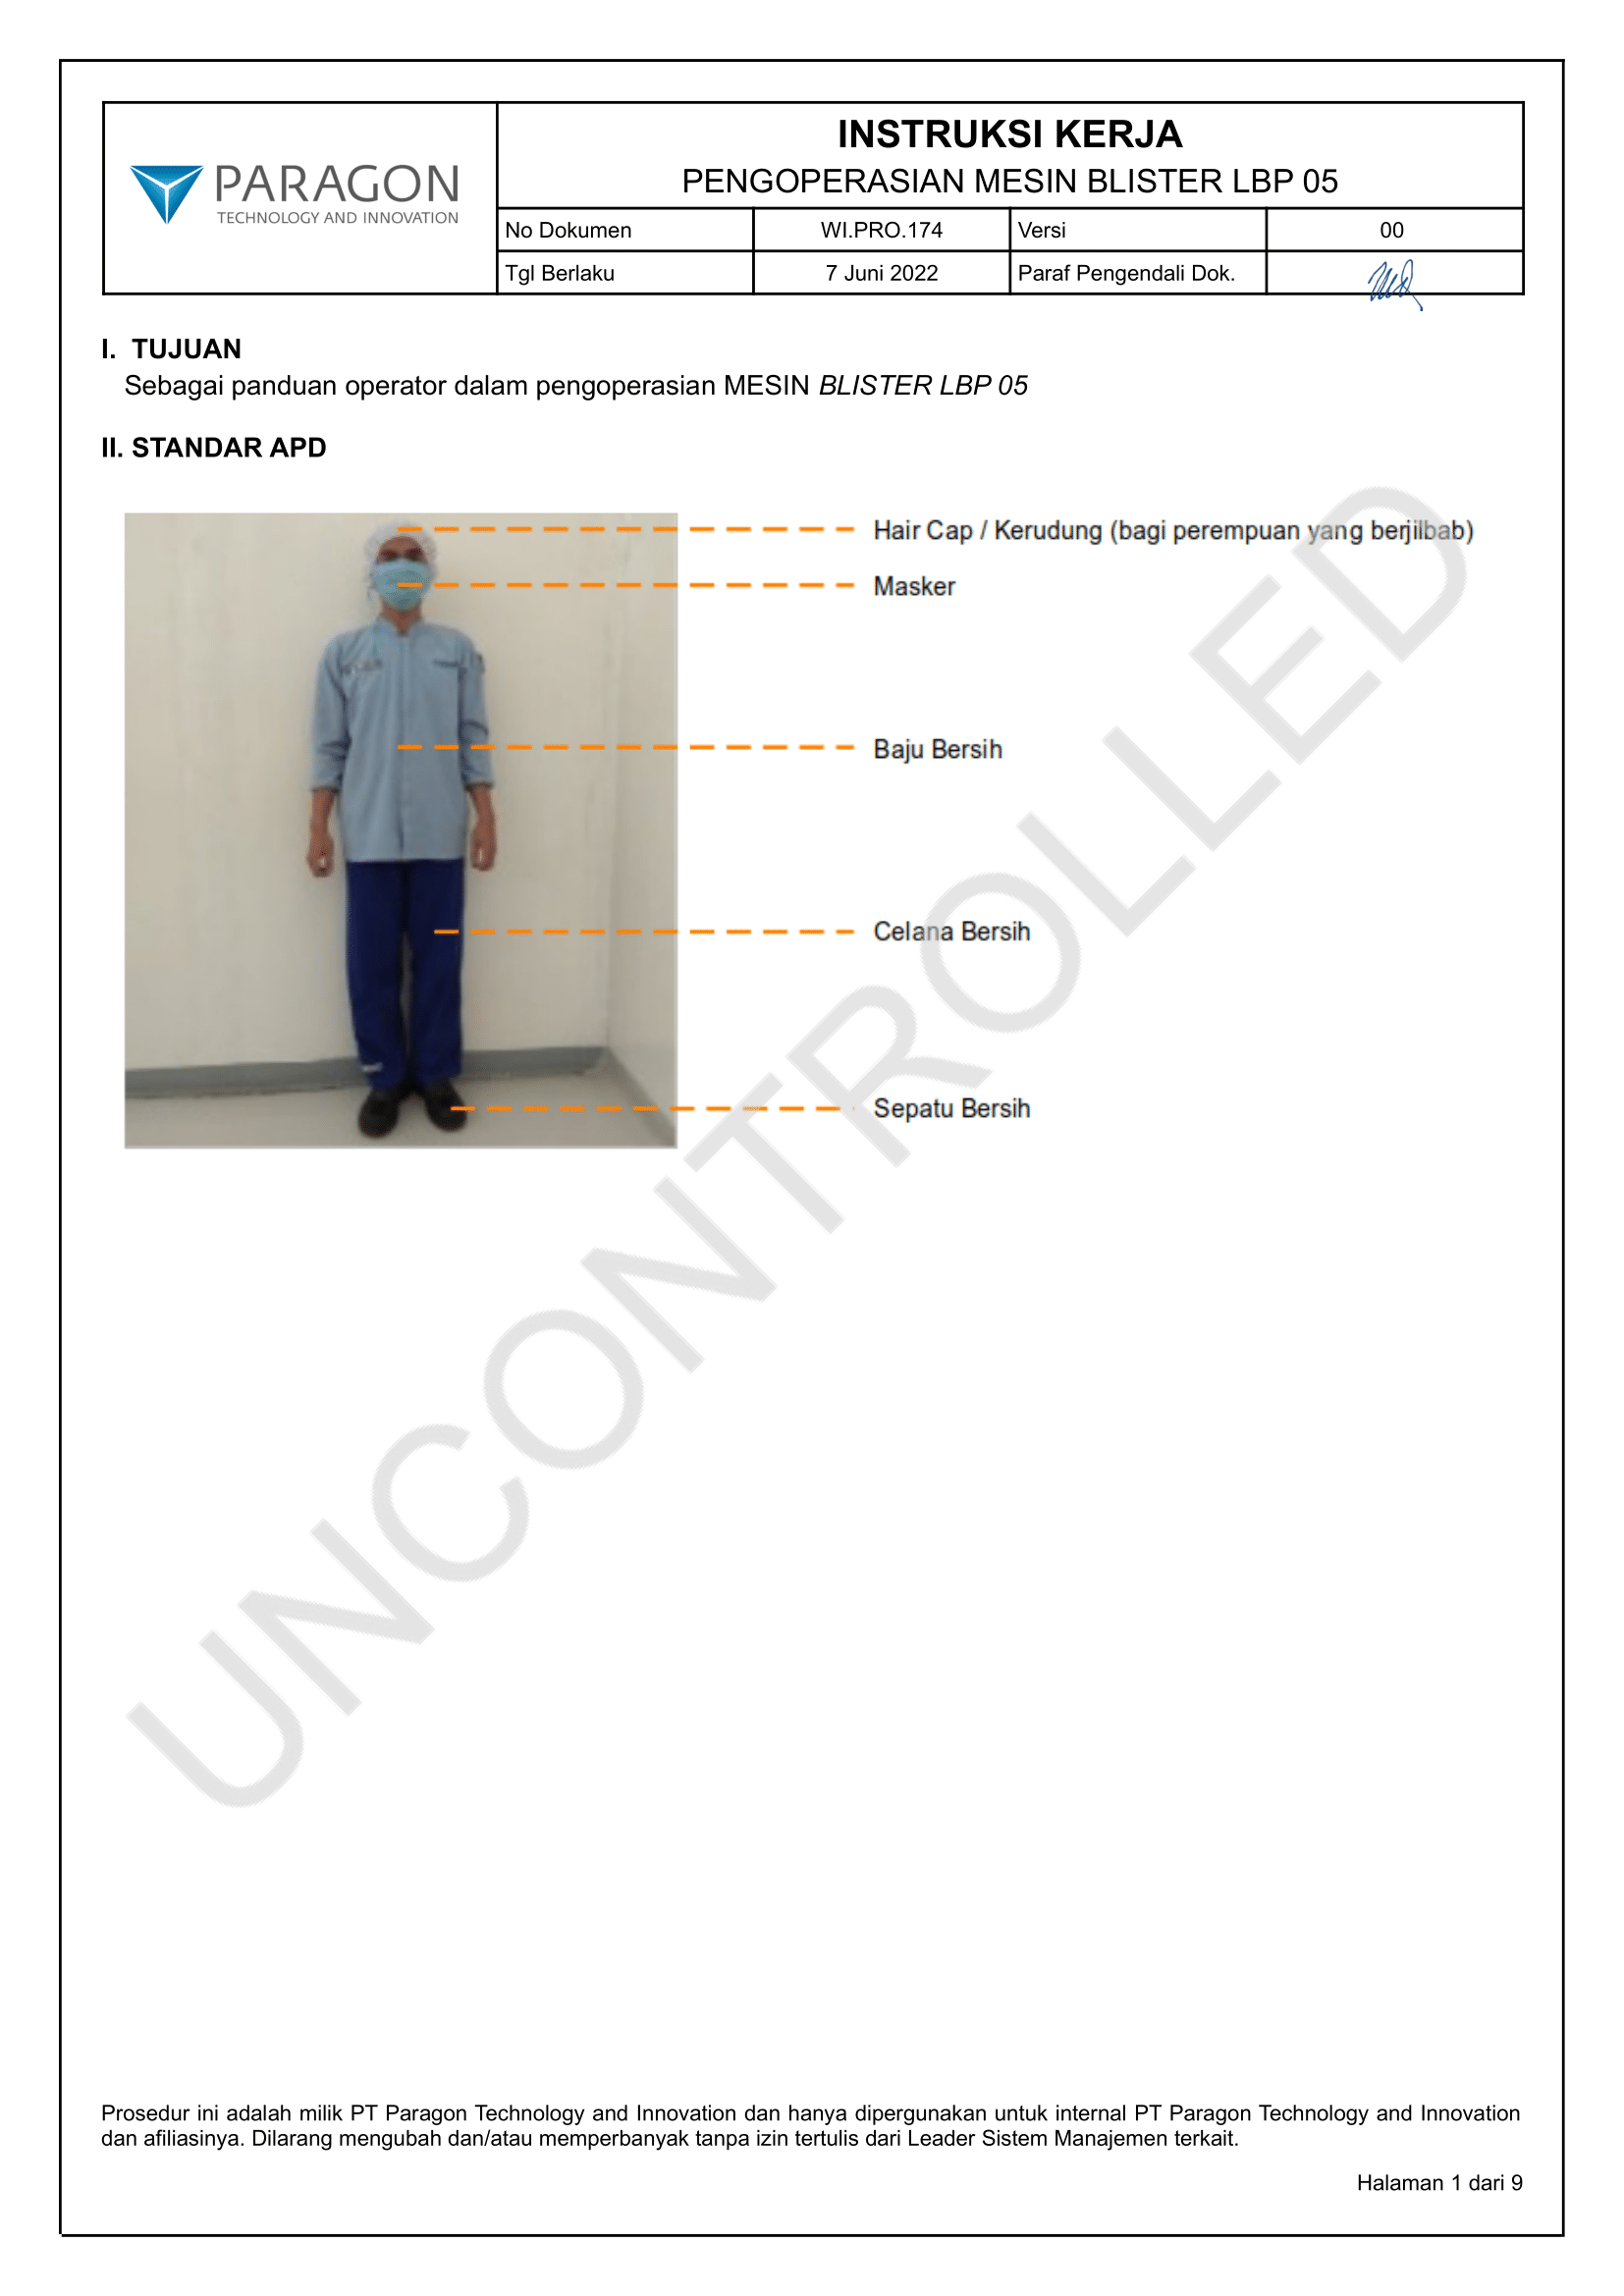 PARAGON
TECHNOLOGY AND INNOVATION
INSTRUKSI KERJA
PENGOPERASIAN MESIN BLISTER LBP 05
No Dokumen WI.PRO.174 Versi 00
Tgl Berlaku 7 Juni 2022 Paraf Pengendali Dok.
I. TUJUAN
Sebagai panduan operator dalam pengoperasian MESIN BLISTER LBP 05
II. STANDAR APD
Hair Cap / Kerudung (bagi perempuan yang berjilbab)
Masker
Baju Bersih
Celana Bersih
Sepatu Bersih
UNCONTROLLED
Prosedur ini adalah milik PT Paragon Technology and Innovation dan hanya dipergunakan untuk internal PT Paragon Technology and Innovation
dan afiliasinya. Dilarang mengubah dan/atau memperbanyak tanpa izin tertulis dari Leader Sistem Manajemen terkait.
Halaman 1 dari 9